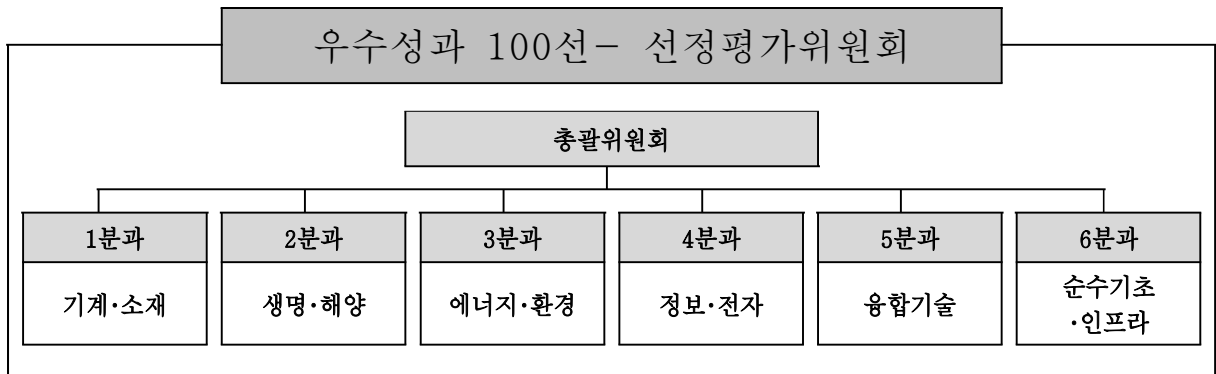 우수성과 100선- 선정평가위원회
총괄위원회
1분과
2분과
3분과
4분과
5분과
6분과
기계·소재
생명·해양
에너지·환경
정보·전자
융합기술
순수기초
·인프라